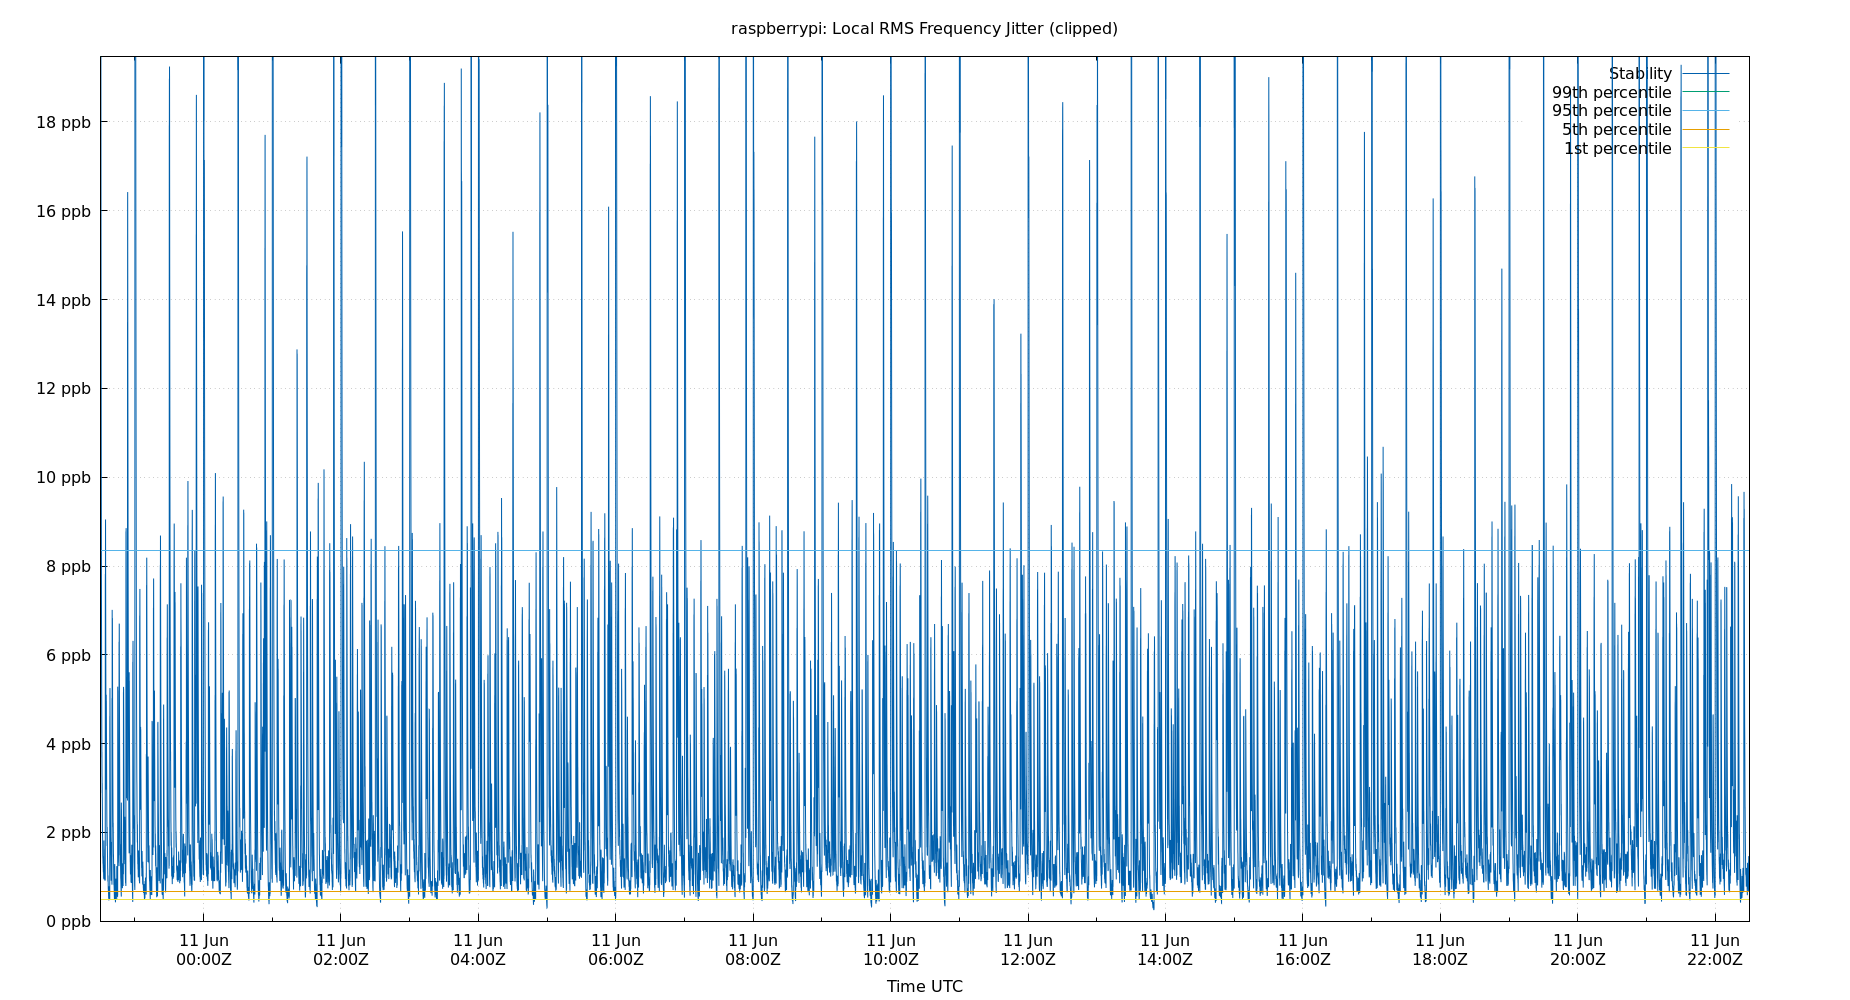 raspberrypi: Local RMS Frequency Jitter (clipped)
Stability
99th percentile
95th percentile
5th percentile
1st percentile
18 ppb
16 ppb
14 ppb
12 ppb
10 ppb
8 ppb
6 ppb
4 ppb
2 ppb
0 ppb
11 Jun 11 Jun 11 Jun 11 Jun 11 Jun 11 Jun 11 Jun 11 Jun 11 Jun 11 Jun 11 Jun 11 Jun
00:00Z 02:00Z 04:00Z 06:00Z 08:00Z 10:00Z 12:00Z 14:00Z 16:00Z 18:00Z 20:00Z 22:00Z
Time UTC